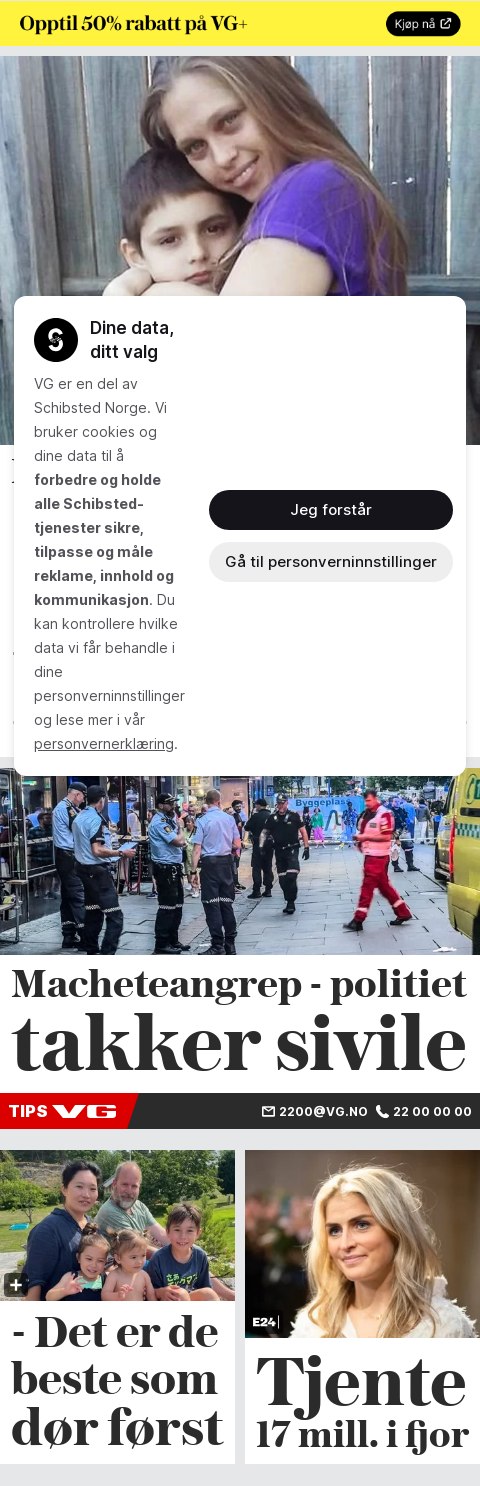 Opptil 50% rabatt på VG+
Kjøp nå
Dine data,
ditt valg
VG er en del av
Schibsted Norge. Vi
bruker cookies og
dine data til å
forbedre og holde
alle Schibsted-
tjenester sikre,
tilpasse og måle
reklame, innhold og
kommunikasjon. Du
kan kontrollere hvilke
data vi får behandle i
dine
personverninnstillinger
og lese mer i vår
personvernerklæring.
Jeg forstår
Gå til personverninnstillinger
Byggeplass
Macheteangrep - politiet
takker sivile
TIPS VG
2200@VG.NO
22 00 00 00
- Det er de
beste som
dør først
E24
Tjente
17 mill. i fjor